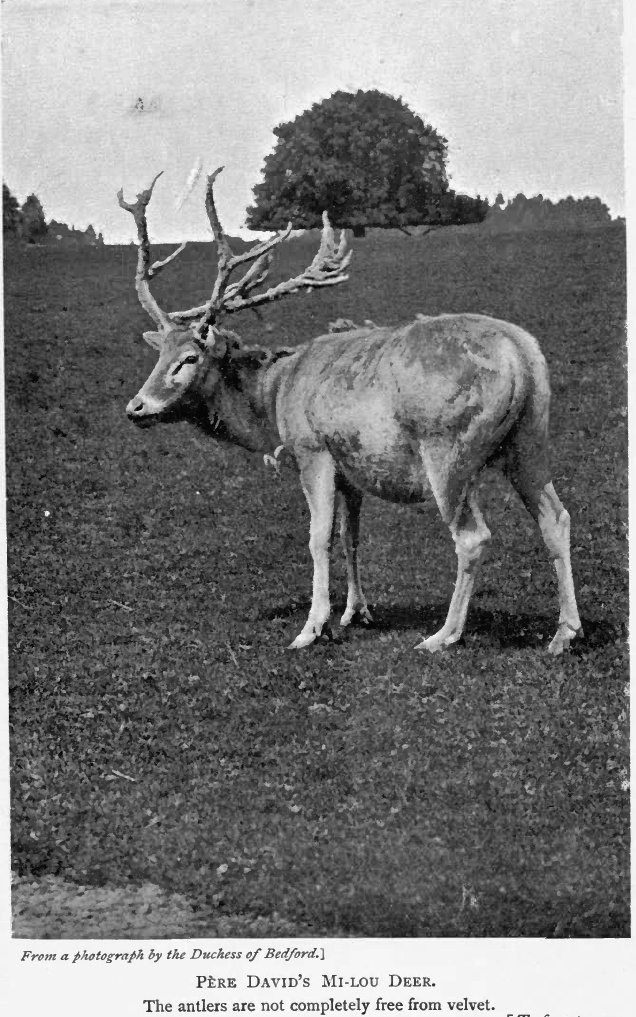 From a photograph by the Duchess of Bedford.]
PÈRE DAVID'S MI-LOU DEER.
The antlers are not completely free from velvet.